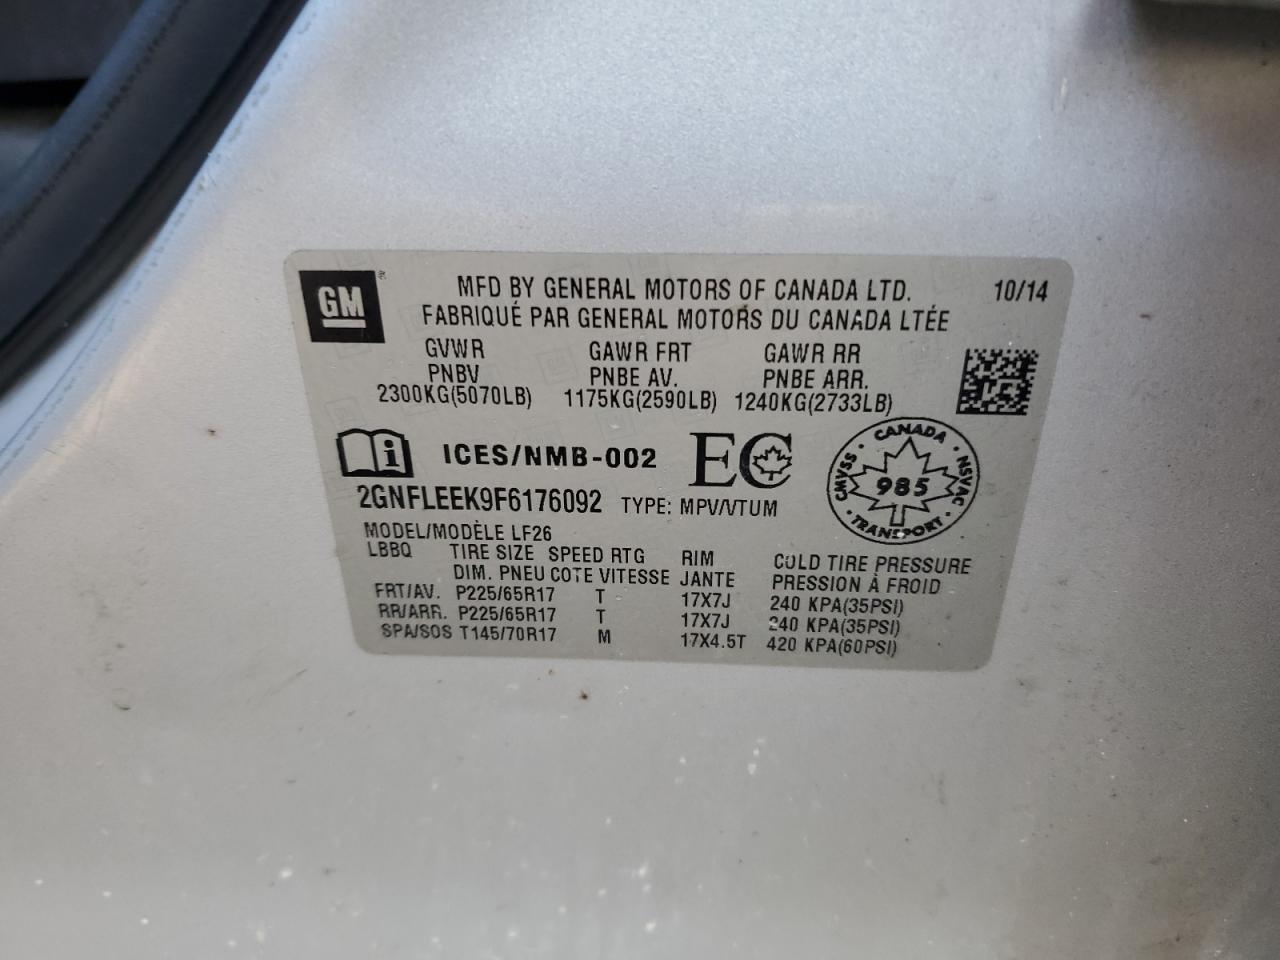 GM
MFD BY GENERAL MOTORS OF CANADA LTD. 10/14
FABRIQUÉ PAR GENERAL MOTORS DU CANADA LTÉE
GVWR GAWR FRT GAWR RR
PNBV PNBE AV. PNBE ARR.
2300KG(5070LB) 1175KG(2590LB) 1240KG(2733LB)
i ICES/NMB-002 EC
CANADA
CMVSS 985 NSVAC
TRANSPORT
2GNFLEEK9F6176092 TYPE: MPV/VTUM
MODEL/MODÈLE LF26
LBBQ TIRE SIZE SPEED RTG RIM COLD TIRE PRESSURE
DIM. PNEU COTE VITESSE JANTE PRESSION À FROID
FRT/AV. P225/65R17 T 17X7J 240 KPA(35PSI)
RR/ARR. P225/65R17 T 17X7J 240 KPA(35PSI)
SPA/SOS T145/70R17 M 17X4.5T 420 KPA(60PSI)